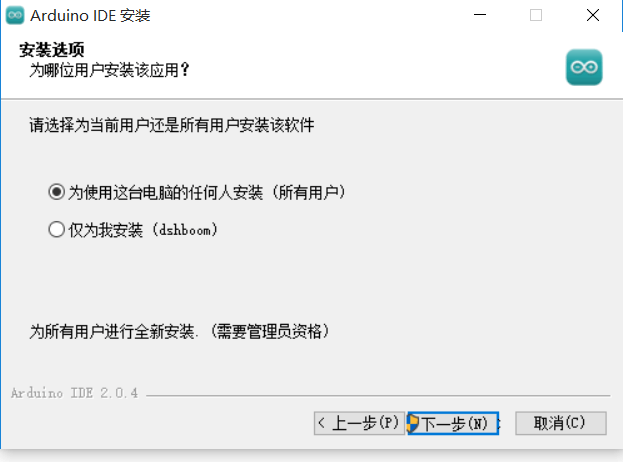 Arduino IDE 安装
安装选项
为哪位用户安装该应用？
请选择为当前用户还是所有用户安装该软件
为使用这台电脑的任何人安装（所有用户）
仅为我安装（dshboom）
为所有用户进行全新安装.（需要管理员资格）
Arduino IDE 2.0.4
< 上一步(P) 下一步(N) 取消(C)